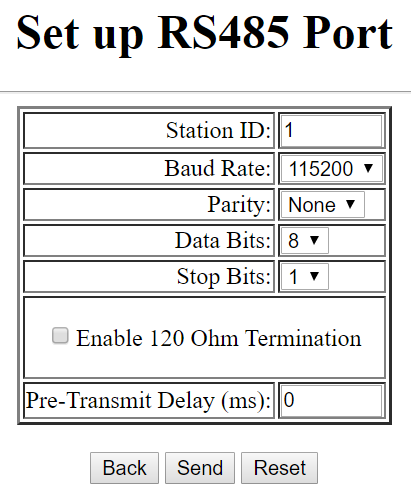 Set up RS485 Port
Station ID: 1
Baud Rate: 115200
Parity: None
Data Bits: 8
Stop Bits: 1
Enable 120 Ohm Termination
Pre-Transmit Delay (ms): 0
Back Send Reset